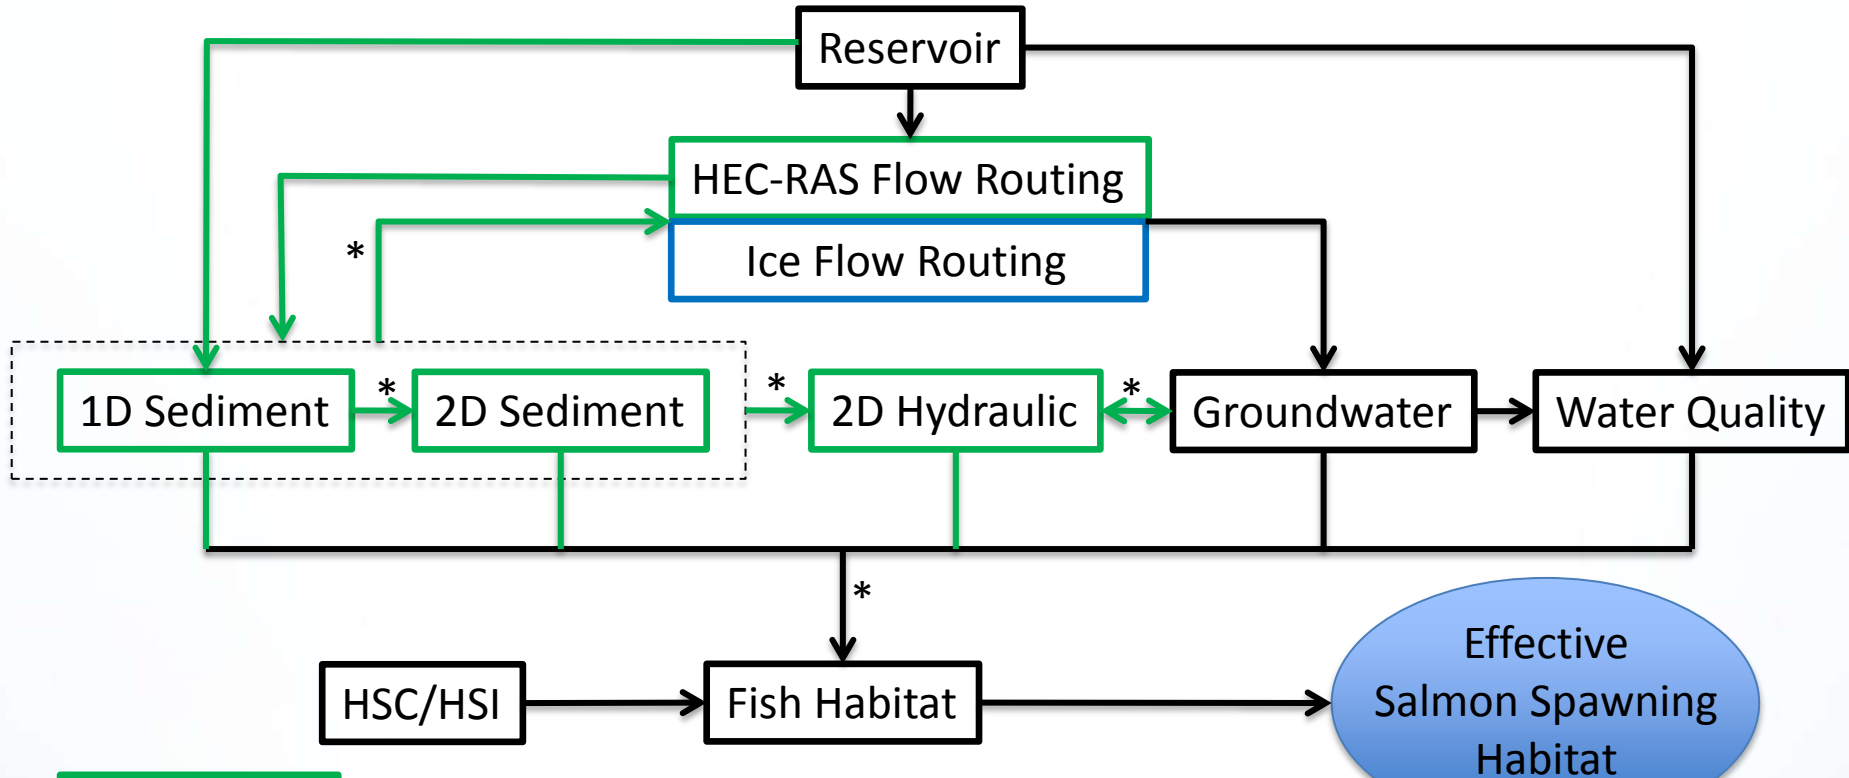 Reservoir
HEC-RAS Flow Routing
*
Ice Flow Routing
1D Sediment
*
2D Sediment
*
2D Hydraulic
*
Groundwater
Water Quality
*
HSC/HSI
Fish Habitat
Effective
Salmon Spawning
Habitat